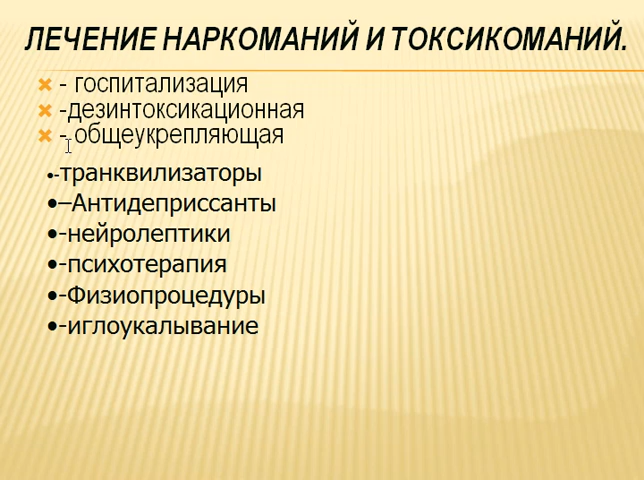 ЛЕЧЕНИЕ НАРКОМАНИЙ И ТОКСИКОМАНИЙ.
- госпитализация
-дезинтоксикационная
- общеукрепляющая
•-транквилизаторы
•–Антидеприссанты
•-нейролептики
•-психотерапия
•-Физиопроцедуры
•-иглоукалывание